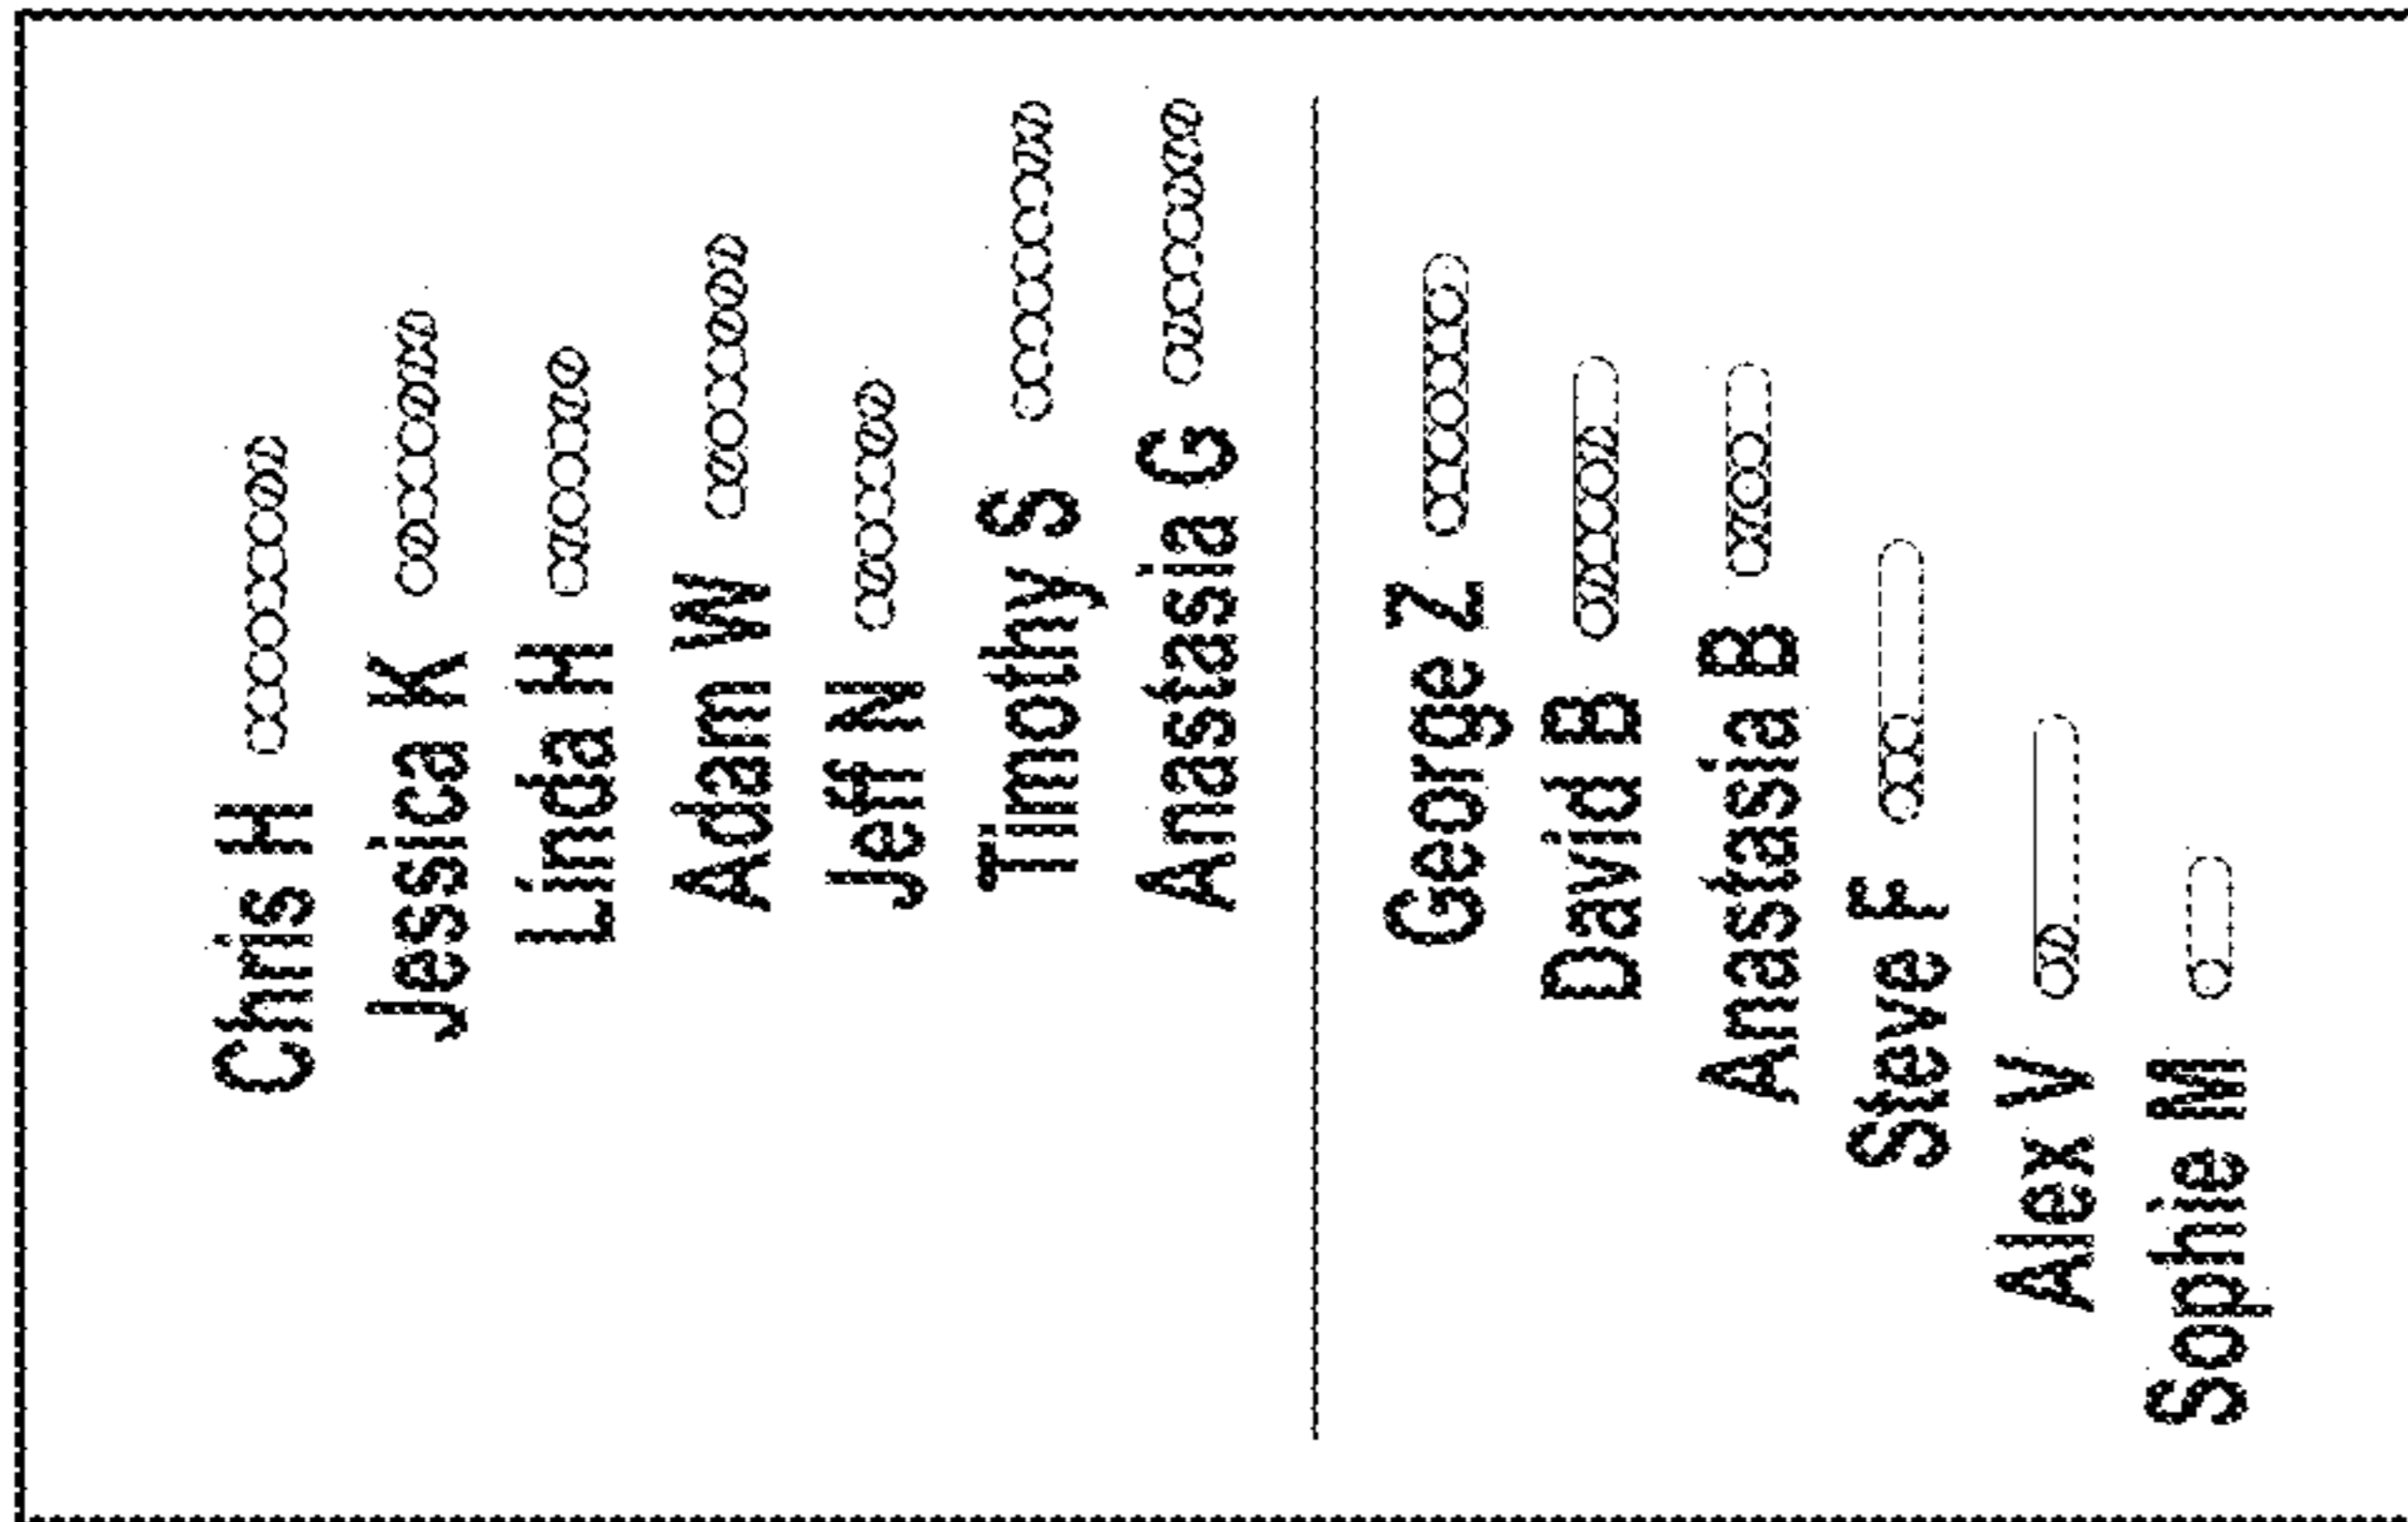 Chris H
Jessica K
Linda H
Adam W
Jeff N
Timothy S
Anastasia G
George Z
David B
Anastasia B
Steve F
Alex V
Sophie M